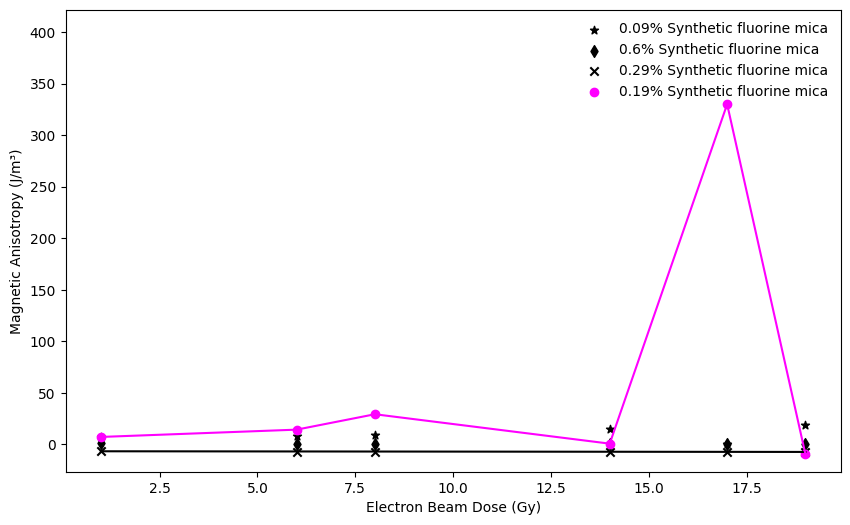 0.09% Synthetic fluorine mica
0.6% Synthetic fluorine mica
0.29% Synthetic fluorine mica
0.19% Synthetic fluorine mica
Magnetic Anisotropy (J/m³)
400
350
300
250
200
150
100
50
0
2.5 5.0 7.5 10.0 12.5 15.0 17.5
Electron Beam Dose (Gy)